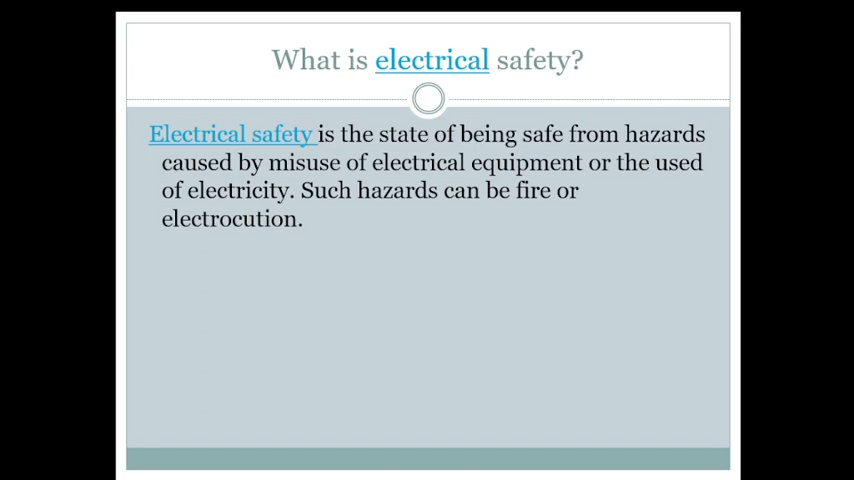 What is electrical safety?
Electrical safety is the state of being safe from hazards
caused by misuse of electrical equipment or the used
of electricity. Such hazards can be fire or
electrocution.